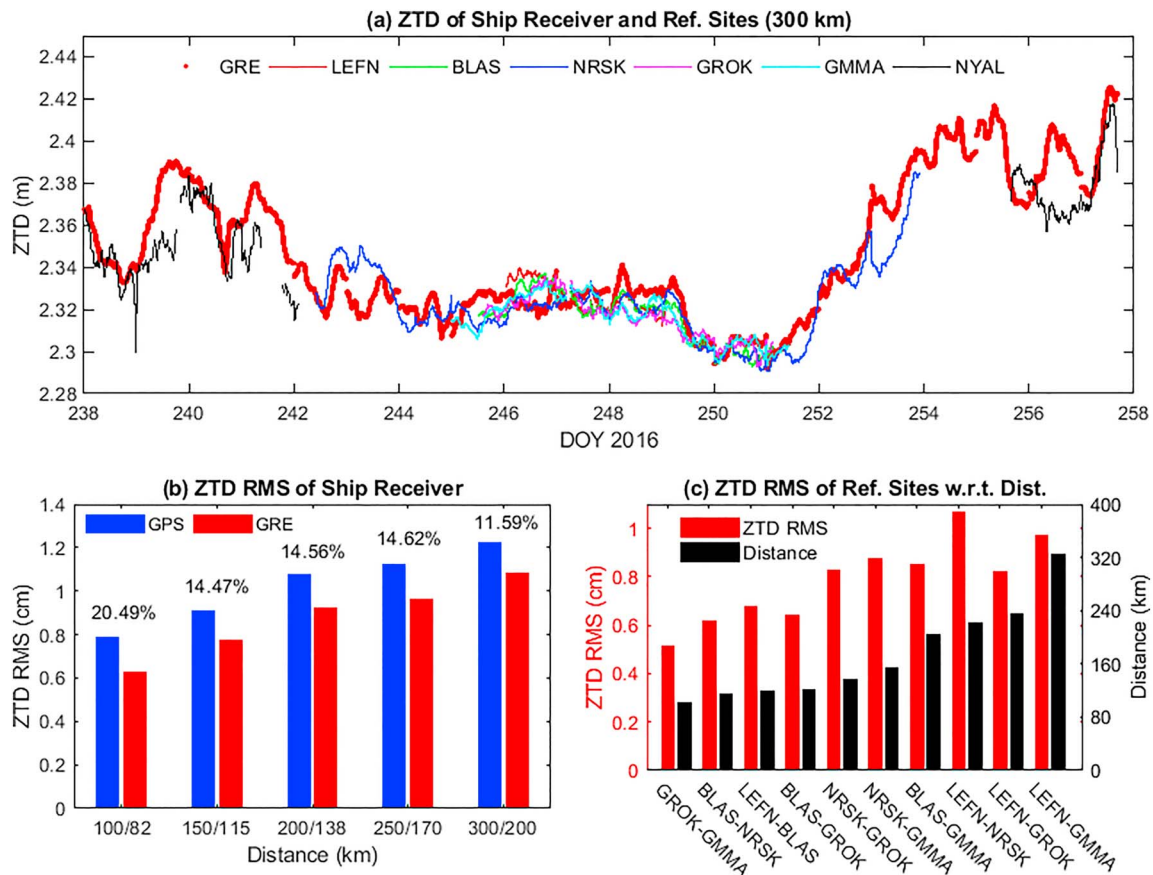 (a) ZTD of Ship Receiver and Ref. Sites (300 km)
2.44
2.42
2.4
2.38
2.36
2.34
2.32
2.3
2.28
ZTD (m)
GRE LEFN BLAS NRSK GROK GMMA NYAL
238 240 242 244 246 248 250 252 254 256 258
DOY 2016
(b) ZTD RMS of Ship Receiver
1.4
1.2
1
0.8
0.6
0.4
0.2
0
ZTD RMS (cm)
GPS GRE
20.49%
14.47%
14.56%
14.62%
11.59%
100/82 150/115 200/138 250/170 300/200
Distance (km)
(c) ZTD RMS of Ref. Sites w.r.t. Dist.
1
0.8
0.6
0.4
0.2
0
ZTD RMS (cm)
ZTD RMS
Distance
400
320
240
160
80
0
Distance (km)
GROK-GMMA
BLAS-NRSK
LEFN-BLAS
BLAS-GROK
NRSK-GROK
NRSK-GMMA
BLAS-GMMA
LEFN-NRSK
LEFN-GROK
LEFN-GMMA